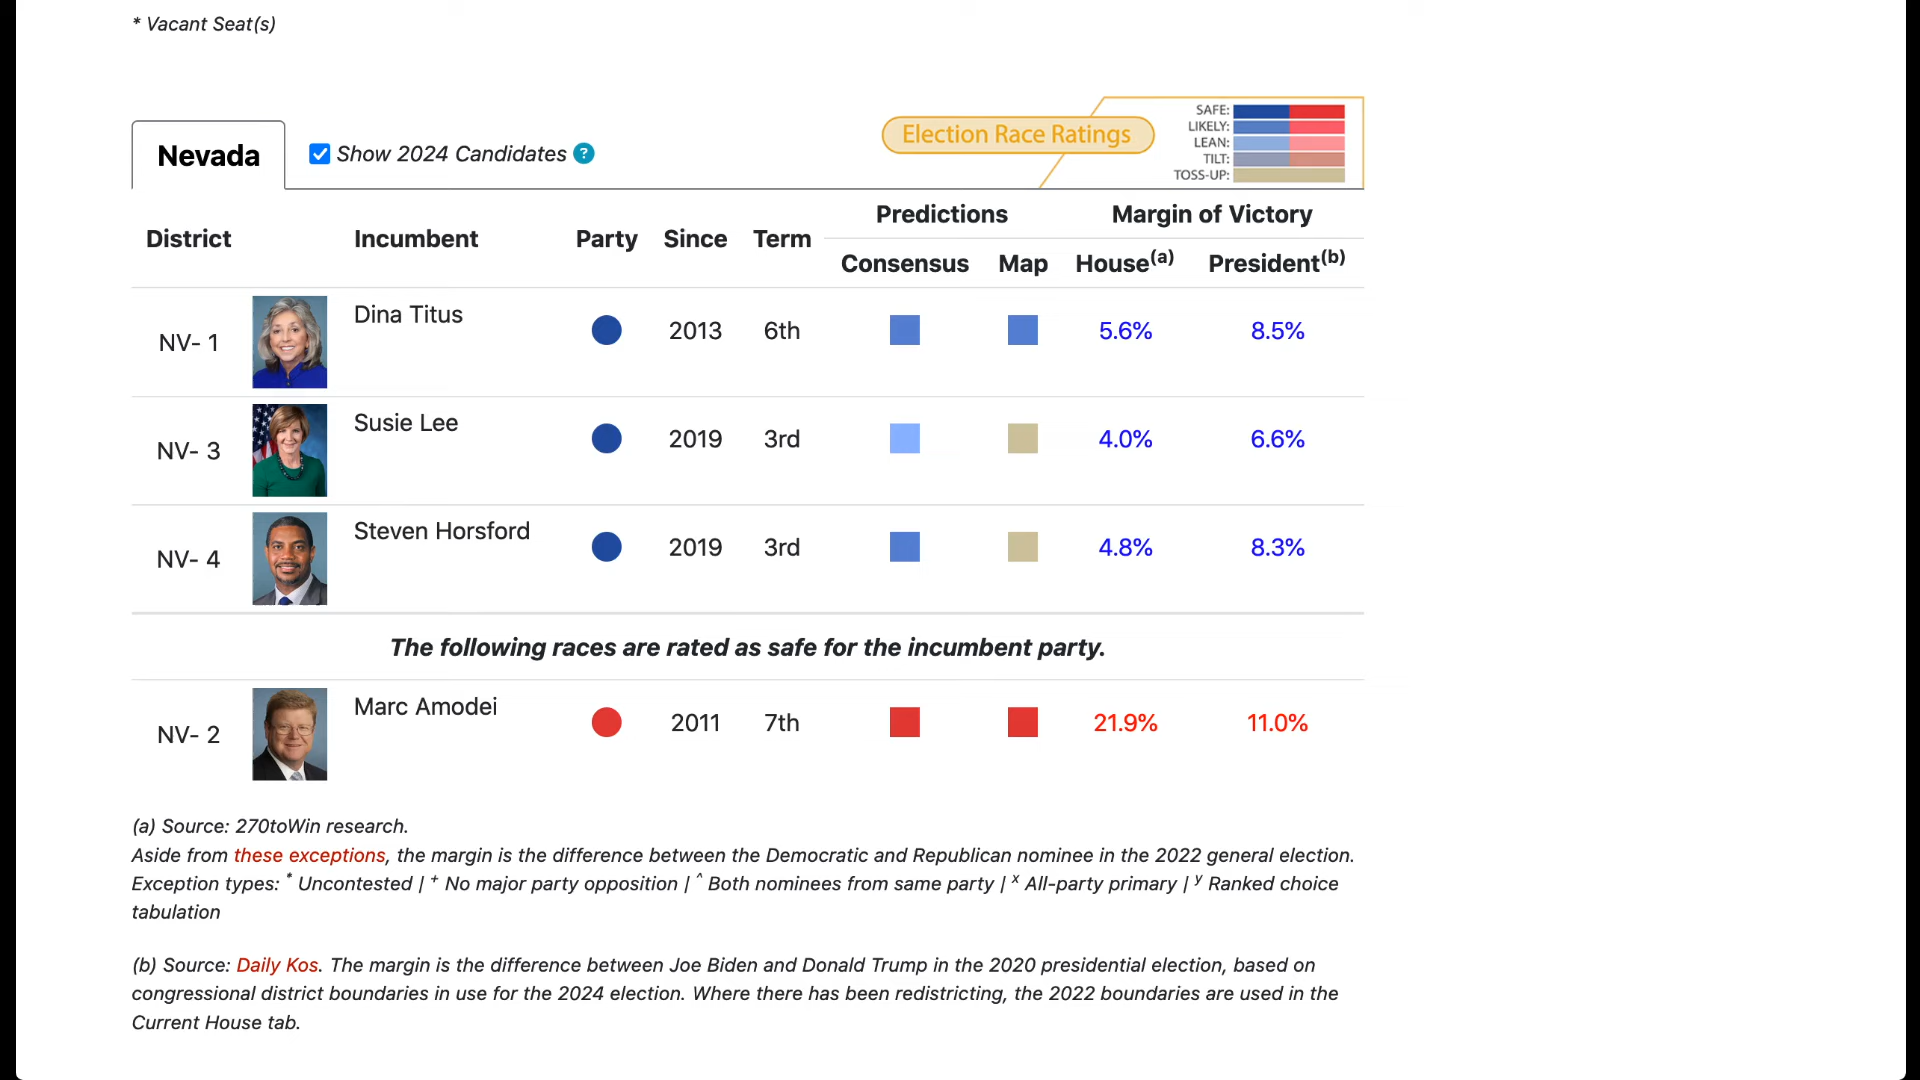 * Vacant Seat(s)
Nevada
Show 2024 Candidates ?
Election Race Ratings
SAFE:
LIKELY:
LEAN:
TILT:
TOSS-UP:
District Incumbent Party Since Term Predictions Margin of Victory
Consensus Map House(a) President(b)
NV- 1 Dina Titus 2013 6th 5.6% 8.5%
NV- 3 Susie Lee 2019 3rd 4.0% 6.6%
NV- 4 Steven Horsford 2019 3rd 4.8% 8.3%
The following races are rated as safe for the incumbent party.
NV- 2 Marc Amodei 2011 7th 21.9% 11.0%
(a) Source: 270toWin research.
Aside from these exceptions, the margin is the difference between the Democratic and Republican nominee in the 2022 general election.
Exception types: * Uncontested | + No major party opposition | ^ Both nominees from same party | x All-party primary | y Ranked choice
tabulation
(b) Source: Daily Kos. The margin is the difference between Joe Biden and Donald Trump in the 2020 presidential election, based on
congressional district boundaries in use for the 2024 election. Where there has been redistricting, the 2022 boundaries are used in the
Current House tab.